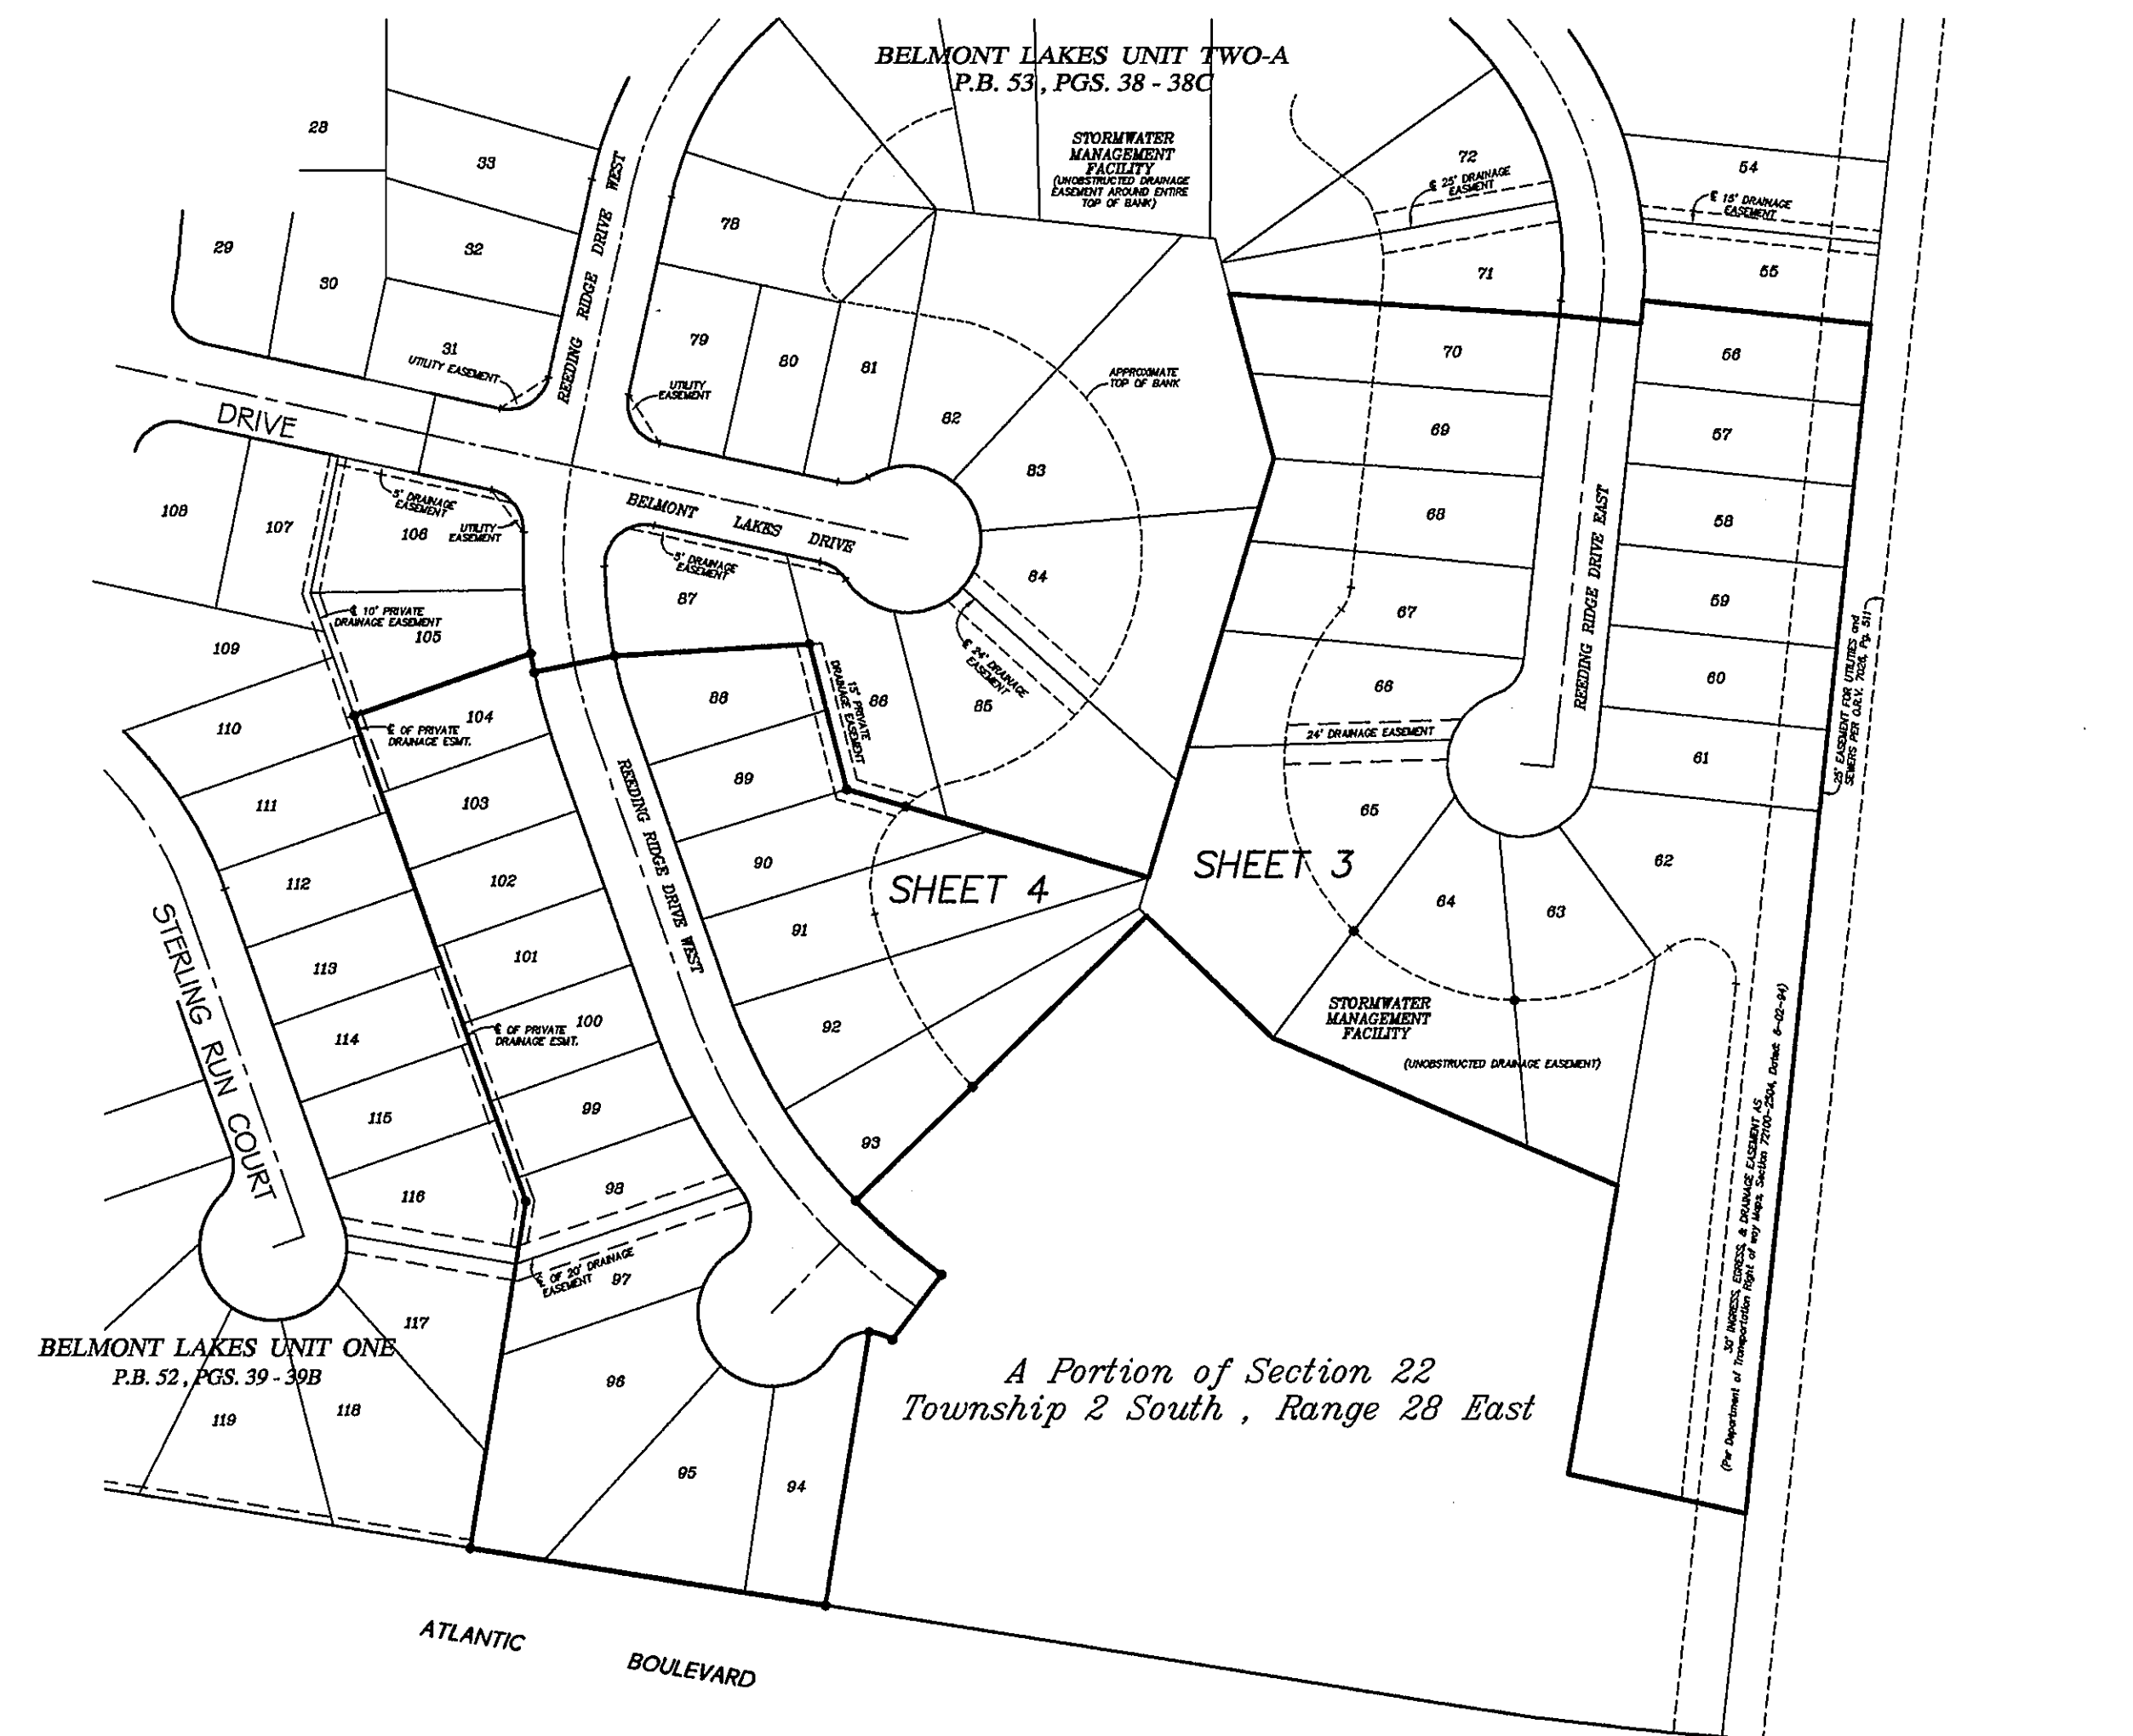 BELMONT LAKES UNIT TWO-A
P.B. 53 , PGS. 38 - 38C
STORMWATER
MANAGEMENT
FACILITY
(UNOBSTRUCTED DRAINAGE
EASEMENT AROUND ENTIRE
TOP OF BANK)
28
33
32
29
30
31
UTILITY EASEMENT
REEDING RIDGE DRIVE WEST
78
79
80
81
82
83
84
UTILITY
EASEMENT
APPROXIMATE
TOP OF BANK
72
℄ 25' DRAINAGE
EASEMENT
71
54
℄ 15' DRAINAGE
EASEMENT
55
70
69
68
67
66
56
57
58
59
60
61
REEDING RIDGE DRIVE EAST
25' EASEMENT FOR UTILITIES and
SEWERS PER O.R.V. 7026, Pg. 511
DRIVE
BELMONT LAKES DRIVE
5' DRAINAGE
EASEMENT
UTILITY
EASEMENT
108
107
106
5' DRAINAGE
EASEMENT
87
℄ 10' PRIVATE
DRAINAGE EASEMENT
105
109
110
104
℄ OF PRIVATE
DRAINAGE ESMT.
88
15' PRIVATE
DRAINAGE EASEMENT
86
85
℄ 24' DRAINAGE
EASEMENT
24' DRAINAGE EASEMENT
111
103
89
65
112
102
90
SHEET 4
SHEET 3
62
64
63
113
101
91
REEDING RIDGE DRIVE WEST
STERLING RUN COURT
114
℄ OF PRIVATE
DRAINAGE ESMT.
100
92
STORMWATER
MANAGEMENT
FACILITY
(UNOBSTRUCTED DRAINAGE EASEMENT)
115
99
93
116
98
℄ OF 20' DRAINAGE
EASEMENT
97
117
30' INGRESS, EGRESS, & DRAINAGE EASEMENT AS
(Per Department of Transportation Right of way Maps, Section 72100-2504, Dated: 6-02-94)
BELMONT LAKES UNIT ONE
P.B. 52 , PGS. 39 - 39B
119
118
96
95
94
A Portion of Section 22
Township 2 South , Range 28 East
ATLANTIC BOULEVARD